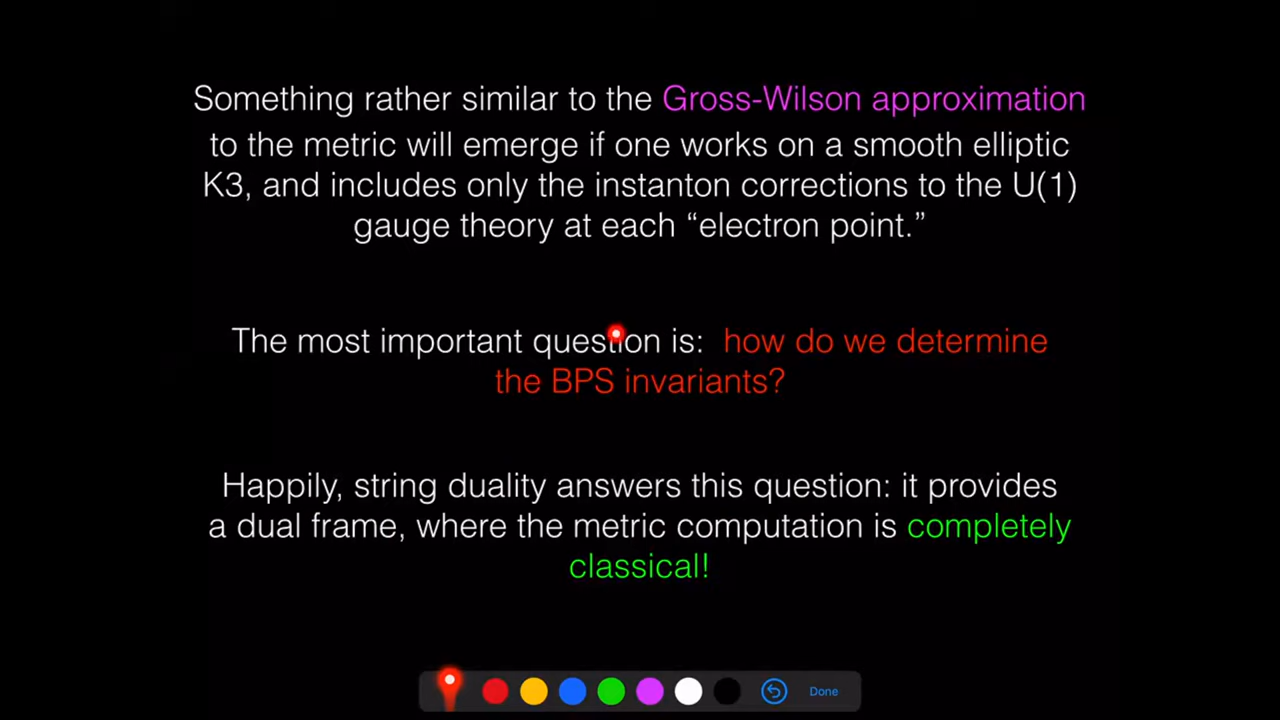 Something rather similar to the Gross-Wilson approximation
to the metric will emerge if one works on a smooth elliptic
K3, and includes only the instanton corrections to the U(1)
gauge theory at each “electron point.”
The most important question is: how do we determine
the BPS invariants?
Happily, string duality answers this question: it provides
a dual frame, where the metric computation is completely
classical!
Done